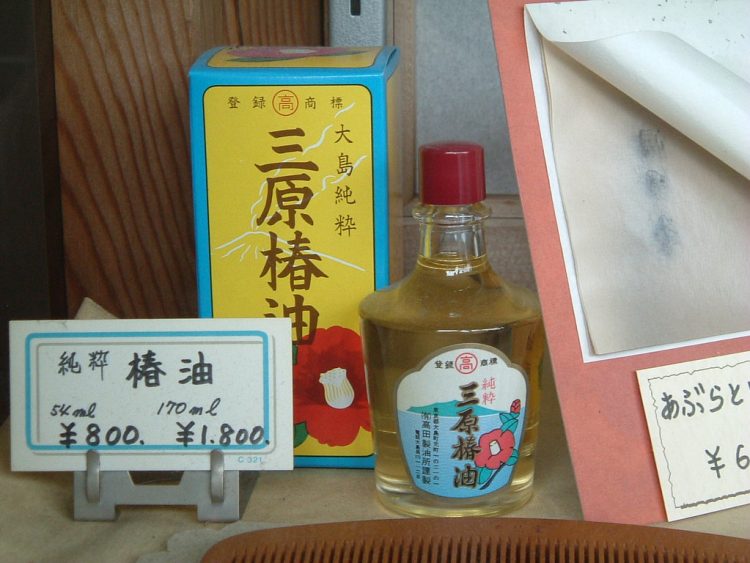 登録 高 商標
大島純粋
三原椿油
純粋 椿油
54ml 170ml
¥800. ¥1.800.
C-321
登録 高 商標
純粋
三原椿油
㈲高田製油所謹製
あぶらと
¥6